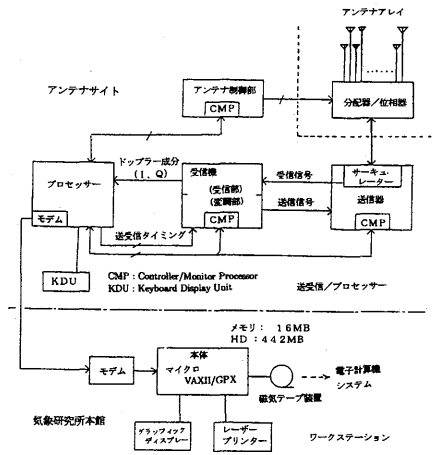 アンテナアレイ
アンテナサイト
アンテナ制御部
CMP
分配器/位相器
ドップラー成分
(I、Q)
プロセッサー
モデム
受信機
(受信部)
(変調部)
CMP
受信信号
送信信号
サーキュレーター
送信器
CMP
送受信タイミング
KDU
CMP : Controller/Monitor Processor
KDU : Keyboard Display Unit
送受信/プロセッサー
メモリ: 16MB
HD: 442MB
モデム
本体
マイクロ
VAXII/GPX
磁気テープ装置
電子計算機
システム
気象研究所本館
グラッフィック
ディスプレー
レーザー
プリンター
ワークステーション